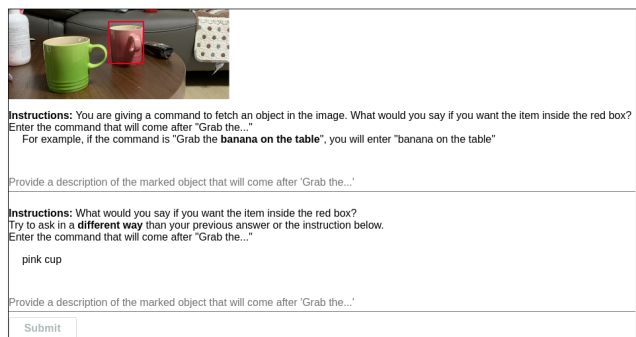 Instructions: You are giving a command to fetch an object in the image. What would you say if you want the item inside the red box?
Enter the command that will come after "Grab the..."
For example, if the command is "Grab the banana on the table", you will enter "banana on the table"
Provide a description of the marked object that will come after 'Grab the...'
Instructions: What would you say if you want the item inside the red box?
Try to ask in a different way than your previous answer or the instruction below.
Enter the command that will come after "Grab the..."
pink cup
Provide a description of the marked object that will come after 'Grab the...'
Submit